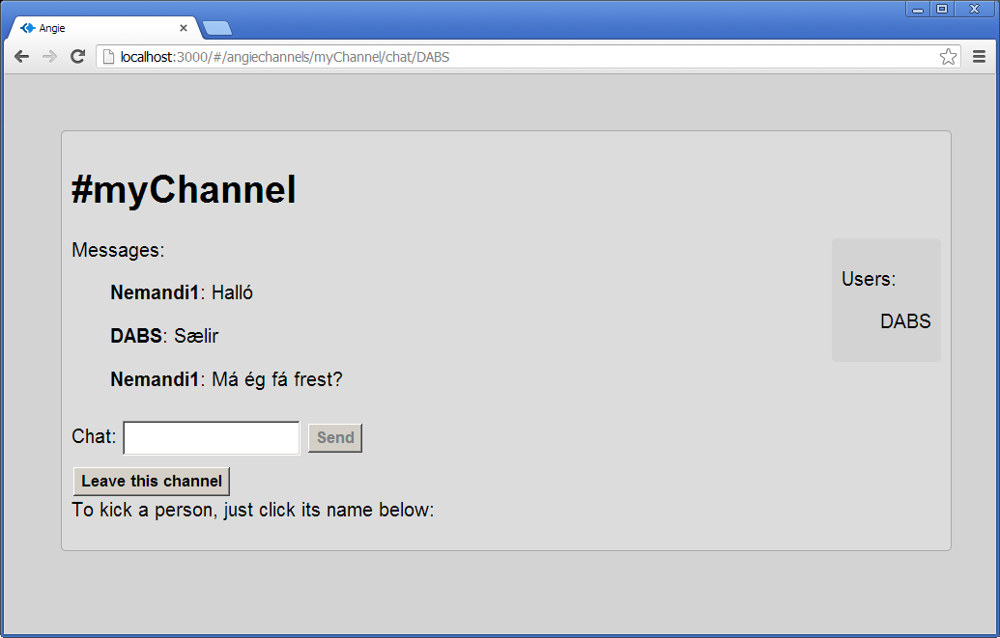 Angie
localhost:3000/#/angiechannels/myChannel/chat/DABS
#myChannel
Messages:
Nemandi1: Halló
DABS: Sælir
Nemandi1: Má ég fá frest?
Users:
DABS
Chat: Send
Leave this channel
To kick a person, just click its name below: